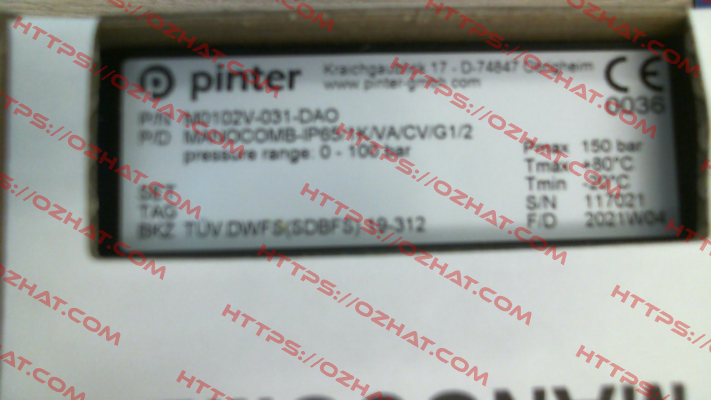 pinter
Kraichgaublick 17 - D-74847 Obrigheim
www.pinter-gmbh.com
CE
0036
P/N M0102V-031-DAO
P/D MANOCOMB-IP65/1K/VA/CV/G1/2
pressure range: 0 - 100 bar
Pmax 150 bar
Tmax +80°C
Tmin -20°C
SET
S/N 117021
TAG
F/D 2021W04
BKZ TÜV.DWFS(SDBFS) 19-312
HTTPS://OZHAT.COM